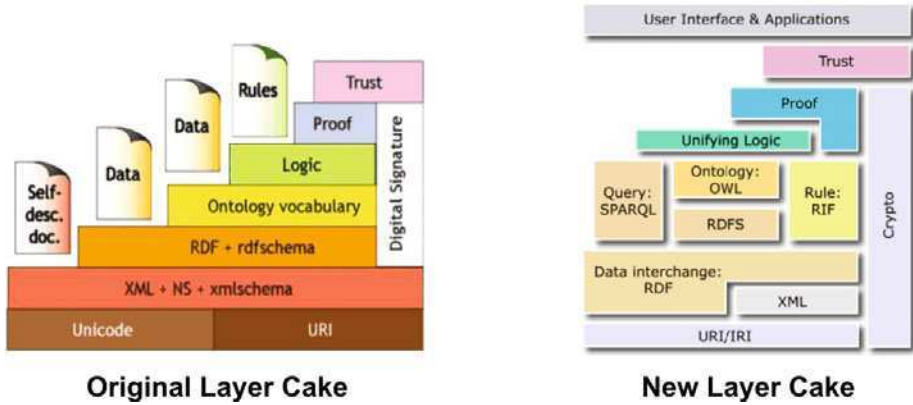 Self-
desc.
doc.
Data
Data
Rules
Trust
Proof
Logic
Ontology vocabulary
RDF + rdfschema
XML + NS + xmlschema
Unicode
URI
Digital Signature
Original Layer Cake
User Interface & Applications
Trust
Proof
Unifying Logic
Query:
SPARQL
Ontology:
OWL
RDFS
Rule:
RIF
Data interchange:
RDF
XML
URI/IRI
Crypto
New Layer Cake